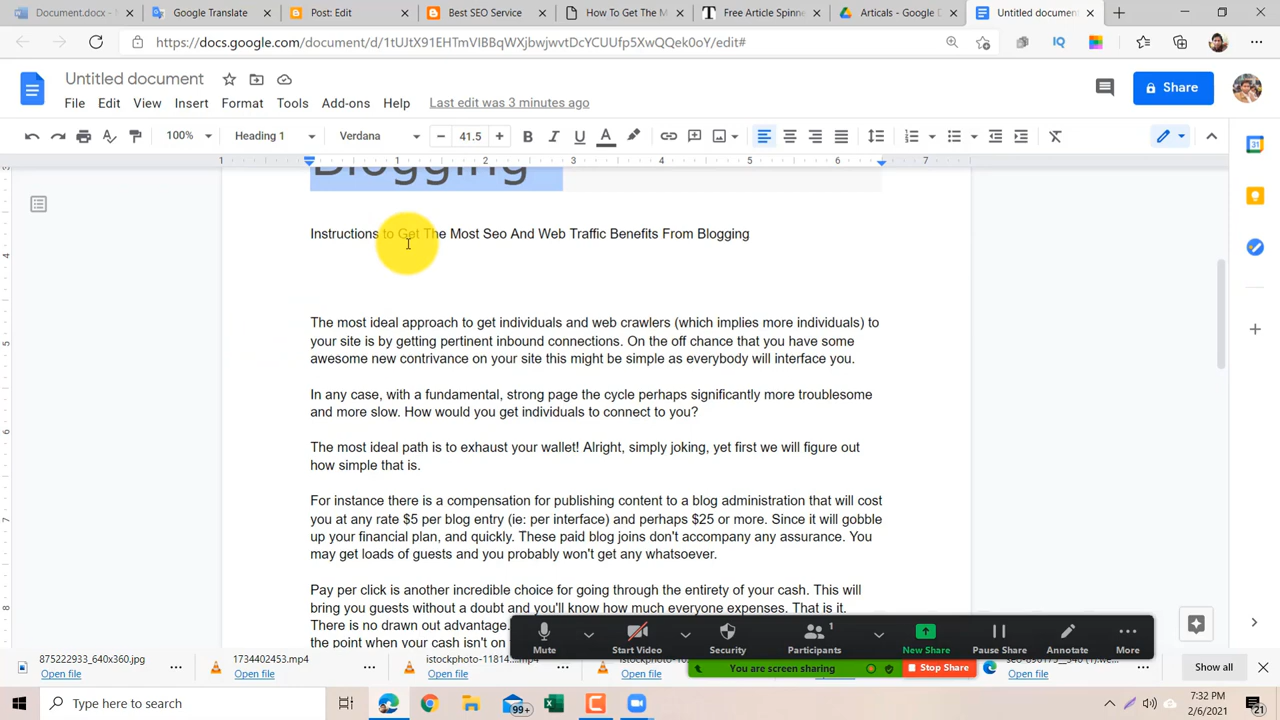 Document.docx - M
Google Translate
Post: Edit
Best SEO Service
How To Get The M
Free Article Spinne
Articals - Google D
Untitled document
https://docs.google.com/document/d/1tUJtX91EHTmVIBBqWXjbwjwvtDcYCUUfp5XwQQek0oY/edit#
Untitled document
Share
File Edit View Insert Format Tools Add-ons Help Last edit was 3 minutes ago
100% Heading 1 Verdana 41.5
1 1 2 3 4 5 6 7
Blogging
Instructions to Get The Most Seo And Web Traffic Benefits From Blogging
The most ideal approach to get individuals and web crawlers (which implies more individuals) to
your site is by getting pertinent inbound connections. On the off chance that you have some
awesome new contrivance on your site this might be simple as everybody will interface you.
In any case, with a fundamental, strong page the cycle perhaps significantly more troublesome
and more slow. How would you get individuals to connect to you?
The most ideal path is to exhaust your wallet! Alright, simply joking, yet first we will figure out
how simple that is.
For instance there is a compensation for publishing content to a blog administration that will cost
you at any rate $5 per blog entry (ie: per interface) and perhaps $25 or more. Since it will gobble
up your financial plan, and quickly. These paid blog joins don't accompany any assurance. You
may get loads of guests and you probably won't get any whatsoever.
Pay per click is another incredible choice for going through the entirety of your cash. This will
bring you guests without a doubt and you'll know how much everyone expenses. That is it.
There is no drawn out advantage.
the point when your cash isn't on
Mute
Start Video
Security
Participants
1
New Share
Pause Share
Annotate
More
You are screen sharing
Stop Share
875222933_640x360.jpg
Open file
1734402453.mp4
Open file
istockphoto-11814....mp4
Open file
Open file
Open file
Show all
Type here to search
99+
7:32 PM
2/6/2021
21